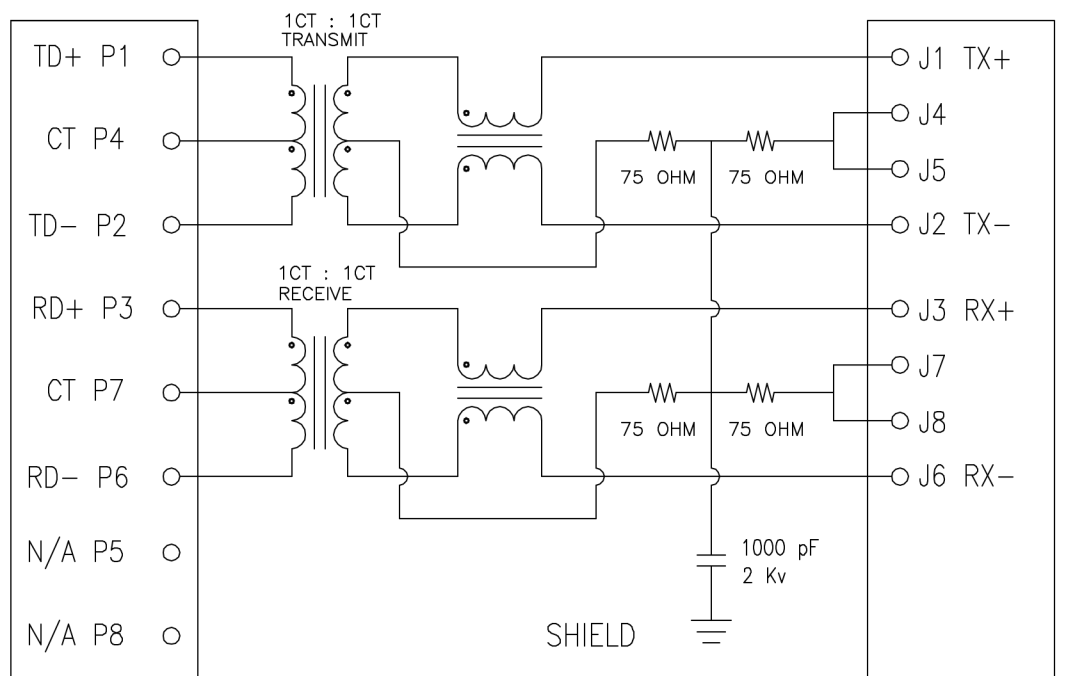 1CT : 1CT
TRANSMIT
TD+ P1
CT P4
TD- P2
J1 TX+
J4
J5
J2 TX-
75 OHM
75 OHM
1CT : 1CT
RECEIVE
RD+ P3
CT P7
RD- P6
J3 RX+
J7
J8
J6 RX-
75 OHM
75 OHM
N/A P5
N/A P8
1000 pF
2 Kv
SHIELD